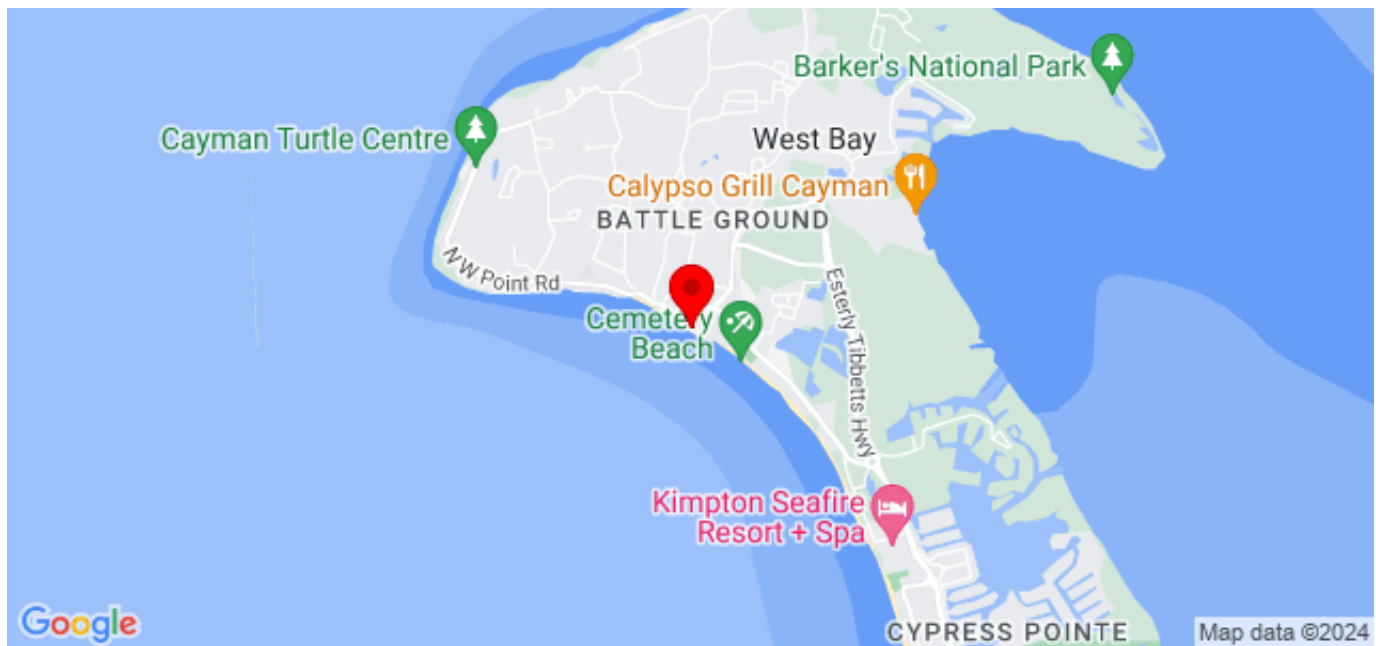 Barker's National Park
Cayman Turtle Centre
West Bay
Calypso Grill Cayman
BATTLE GROUND
NW Point Rd
Esterly Tibbetts Hwy
Cemetery
Beach
Kimpton Seafire
Resort + Spa
CYPRESS POINTE
Google
Map data ©2024